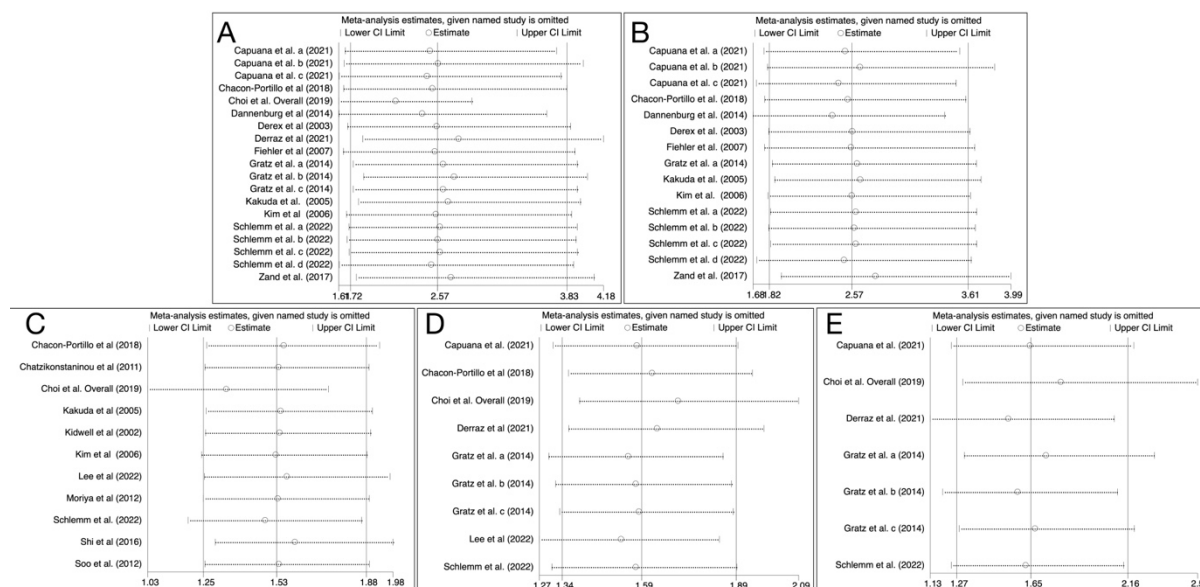 A
Meta-analysis estimates, given named study is omitted
Lower CI Limit Estimate Upper CI Limit
Capuana et al. a (2021)
Capuana et al. b (2021)
Capuana et al. c (2021)
Chacon-Portillo et al (2018)
Choi et al. Overall (2019)
Dannenburg et al (2014)
Derex et al (2003)
Derraz et al (2021)
Fiehler et al (2007)
Gratz et al. a (2014)
Gratz et al. b (2014)
Gratz et al. c (2014)
Kakuda et al. (2005)
Kim et al (2006)
Schlemm et al. a (2022)
Schlemm et al. b (2022)
Schlemm et al. c (2022)
Schlemm et al. d (2022)
Zand et al. (2017)
1.72 2.57 3.83 4.18
B
Meta-analysis estimates, given named study is omitted
Lower CI Limit Estimate Upper CI Limit
Capuana et al. a (2021)
Capuana et al. b (2021)
Capuana et al. c (2021)
Chacon-Portillo et al. (2018)
Dannenburg et al. (2014)
Derex et al. (2003)
Fiehler et al. (2007)
Gratz et al. a (2014)
Kakuda et al. (2005)
Kim et al. (2006)
Schlemm et al. a (2022)
Schlemm et al. b (2022)
Schlemm et al. c (2022)
Schlemm et al. d (2022)
Zand et al. (2017)
1.68 1.82 2.57 3.61 3.99
C
Meta-analysis estimates, given named study is omitted
Lower CI Limit Estimate Upper CI Limit
Chacon-Portillo et al (2018)
Chatzikonstaninou et al (2011)
Choi et al. Overall (2019)
Kakuda et al (2005)
Kidwell et al (2002)
Kim et al (2006)
Lee et al (2022)
Moriya et al (2012)
Schlemm et al. (2022)
Shi et al (2016)
Soo et al. (2012)
1.03 1.25 1.53 1.88 1.98
D
Meta-analysis estimates, given named study is omitted
Lower CI Limit Estimate Upper CI Limit
Capuana et al. (2021)
Chacon-Portillo et al (2018)
Choi et al. Overall (2019)
Derraz et al (2021)
Gratz et al. a (2014)
Gratz et al. b (2014)
Gratz et al. c (2014)
Lee et al (2022)
Schlemm et al. (2022)
1.27 1.34 1.59 1.89 2.09
E
Meta-analysis estimates, given named study is omitted
Lower CI Limit Estimate Upper CI Limit
Capuana et al. (2021)
Choi et al. Overall (2019)
Derraz et al. (2021)
Gratz et al. a (2014)
Gratz et al. b (2014)
Gratz et al. c (2014)
Schlemm et al. (2022)
1.13 1.27 1.65 2.16